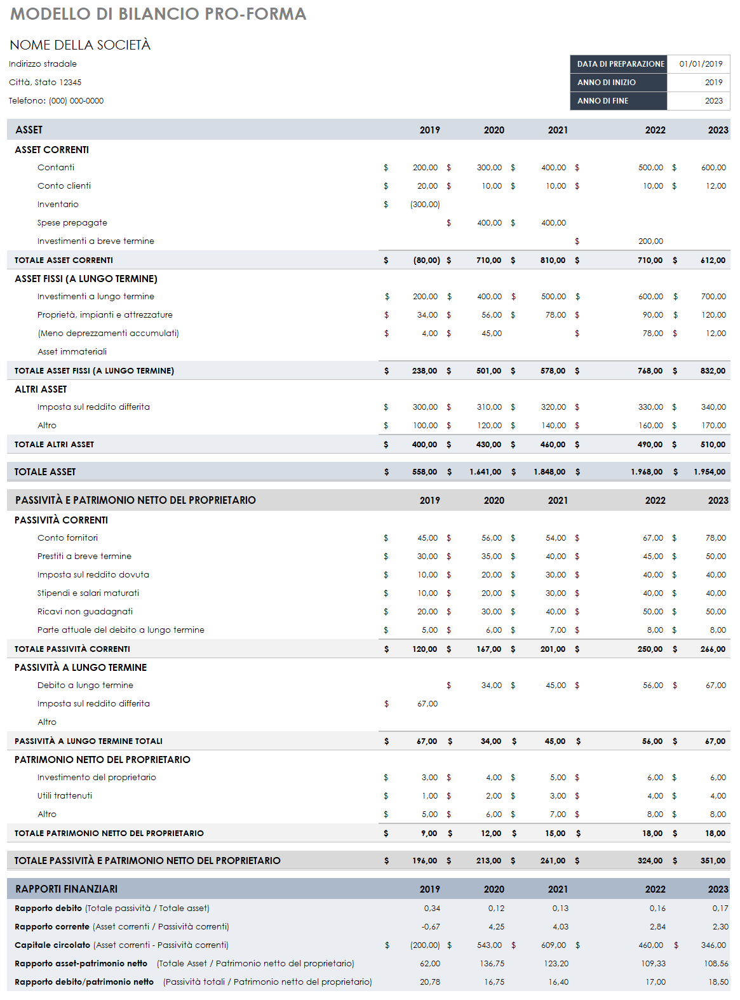 MODELLO DI BILANCIO PRO-FORMA
NOME DELLA SOCIETÀ
Indirizzo stradale
Città, Stato 12345
Telefono: (000) 000-0000
DATA DI PREPARAZIONE 01/01/2019
ANNO DI INIZIO 2019
ANNO DI FINE 2023
ASSET 2019 2020 2021 2022 2023
ASSET CORRENTI
Contanti $ 200,00 $ 300,00 $ 400,00 $ 500,00 $ 600,00
Conto clienti $ 20,00 $ 10,00 $ 10,00 $ 10,00 $ 12,00
Inventario $ (300,00)
Spese prepagate $ 400,00 $ 400,00
Investimenti a breve termine $ 200,00
TOTALE ASSET CORRENTI $ (80,00) $ 710,00 $ 810,00 $ 710,00 $ 612,00
ASSET FISSI (A LUNGO TERMINE)
Investimenti a lungo termine $ 200,00 $ 400,00 $ 500,00 $ 600,00 $ 700,00
Proprietà, impianti e attrezzature $ 34,00 $ 56,00 $ 78,00 $ 90,00 $ 120,00
(Meno deprezzamenti accumulati) $ 4,00 $ 45,00 $ 78,00 $ 12,00
Asset immateriali
TOTALE ASSET FISSI (A LUNGO TERMINE) $ 238,00 $ 501,00 $ 578,00 $ 768,00 $ 832,00
ALTRI ASSET
Imposta sul reddito differita $ 300,00 $ 310,00 $ 320,00 $ 330,00 $ 340,00
Altro $ 100,00 $ 120,00 $ 140,00 $ 160,00 $ 170,00
TOTALE ALTRI ASSET $ 400,00 $ 430,00 $ 460,00 $ 490,00 $ 510,00
TOTALE ASSET $ 558,00 $ 1.641,00 $ 1.848,00 $ 1.968,00 $ 1.954,00
PASSIVITÀ E PATRIMONIO NETTO DEL PROPRIETARIO 2019 2020 2021 2022 2023
PASSIVITÀ CORRENTI
Conto fornitori $ 45,00 $ 56,00 $ 54,00 $ 67,00 $ 78,00
Prestiti a breve termine $ 30,00 $ 35,00 $ 40,00 $ 45,00 $ 50,00
Imposta sul reddito dovuta $ 10,00 $ 20,00 $ 30,00 $ 40,00 $ 40,00
Stipendi e salari maturati $ 10,00 $ 20,00 $ 30,00 $ 40,00 $ 40,00
Ricavi non guadagnati $ 20,00 $ 30,00 $ 40,00 $ 50,00 $ 50,00
Parte attuale del debito a lungo termine $ 5,00 $ 6,00 $ 7,00 $ 8,00 $ 8,00
TOTALE PASSIVITÀ CORRENTI $ 120,00 $ 167,00 $ 201,00 $ 250,00 $ 266,00
PASSIVITÀ A LUNGO TERMINE
Debito a lungo termine $ 34,00 $ 45,00 $ 56,00 $ 67,00
Imposta sul reddito differita $ 67,00
Altro
PASSIVITÀ A LUNGO TERMINE TOTALI $ 67,00 $ 34,00 $ 45,00 $ 56,00 $ 67,00
PATRIMONIO NETTO DEL PROPRIETARIO
Investimento del proprietario $ 3,00 $ 4,00 $ 5,00 $ 6,00 $ 6,00
Utili trattenuti $ 1,00 $ 2,00 $ 3,00 $ 4,00 $ 4,00
Altro $ 5,00 $ 6,00 $ 7,00 $ 8,00 $ 8,00
TOTALE PATRIMONIO NETTO DEL PROPRIETARIO $ 9,00 $ 12,00 $ 15,00 $ 18,00 $ 18,00
TOTALE PASSIVITÀ E PATRIMONIO NETTO DEL PROPRIETARIO $ 196,00 $ 213,00 $ 261,00 $ 324,00 $ 351,00
RAPPORTI FINANZIARI 2019 2020 2021 2022 2023
Rapporto debito (Totale passività / Totale asset) 0,34 0,12 0,13 0,16 0,17
Rapporto corrente (Asset correnti / Passività correnti) -0,67 4,25 4,03 2,84 2,30
Capitale circolato (Asset correnti - Passività correnti) $ (200,00) $ 543,00 $ 609,00 $ 460,00 $ 346,00
Rapporto asset-patrimonio netto (Totale Asset / Patrimonio netto del proprietario) 62,00 136,75 123,20 109,33 108,56
Rapporto debito/patrimonio netto (Passività totali / Patrimonio netto del proprietario) 20,78 16,75 16,40 17,00 18,50